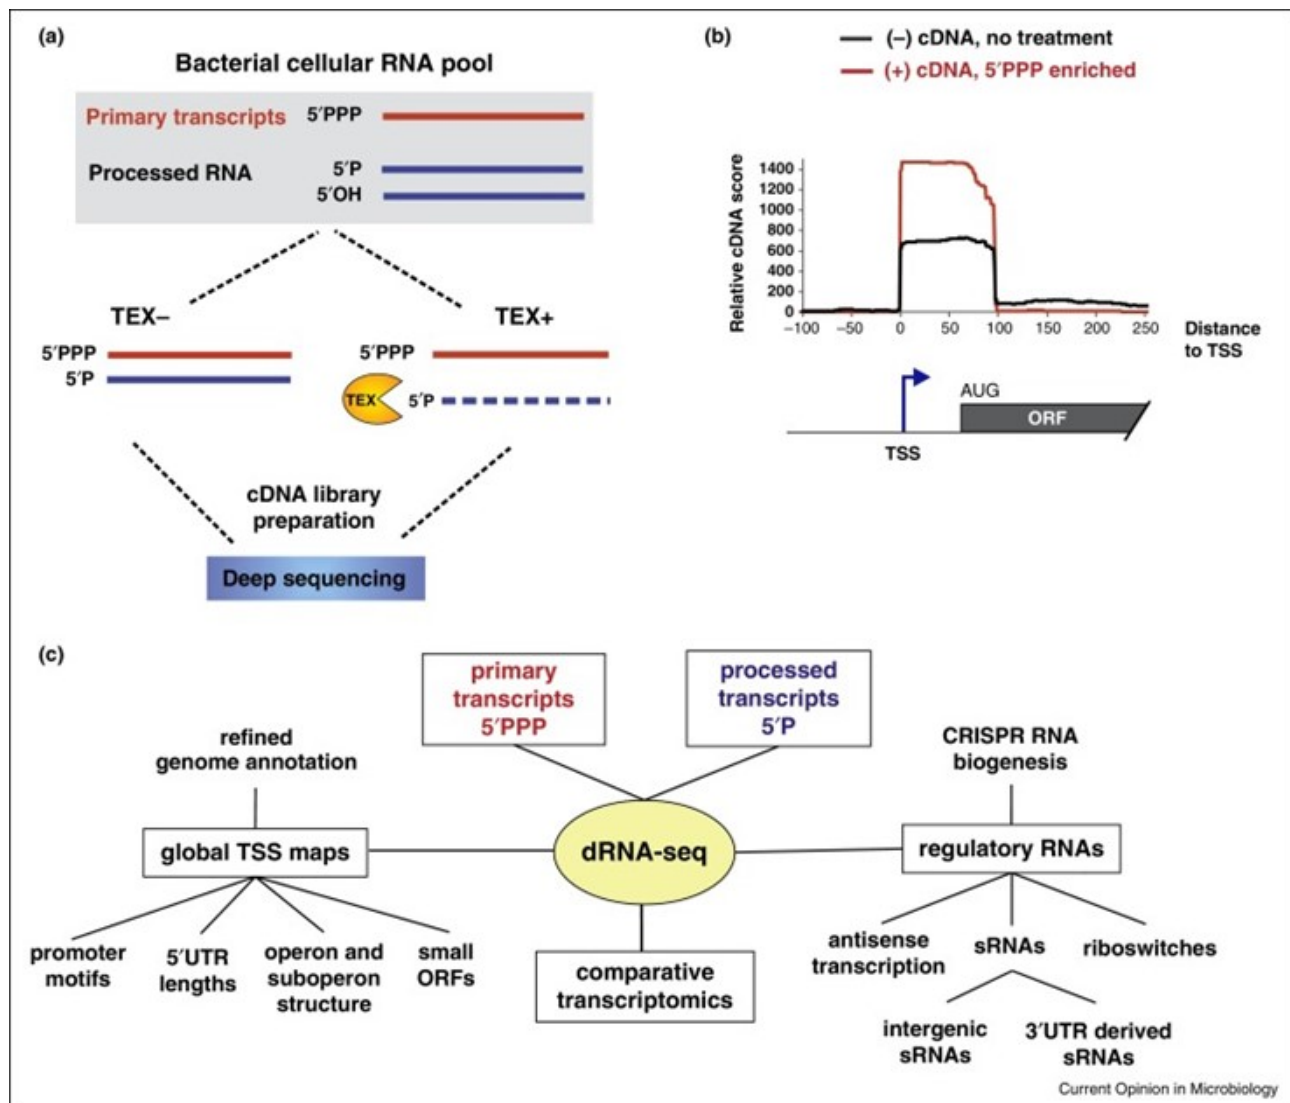 (a)
Bacterial cellular RNA pool
Primary transcripts 5′PPP
Processed RNA 5′P
5′OH
TEX– TEX+
5′PPP 5′PPP
5′P TEX 5′P
cDNA library
preparation
Deep sequencing
(b)
(–) cDNA, no treatment
(+) cDNA, 5′PPP enriched
Relative cDNA score
1400
1200
1000
800
600
400
200
0
–100 –50 0 50 100 150 200 250
Distance
to TSS
AUG
ORF
TSS
(c)
primary
transcripts
5′PPP
processed
transcripts
5′P
refined
genome annotation
CRISPR RNA
biogenesis
global TSS maps
dRNA-seq
regulatory RNAs
promoter
motifs
5′UTR
lengths
operon and
suboperon
structure
small
ORFs
comparative
transcriptomics
antisense
transcription
sRNAs
riboswitches
intergenic
sRNAs
3′UTR derived
sRNAs
Current Opinion in Microbiology